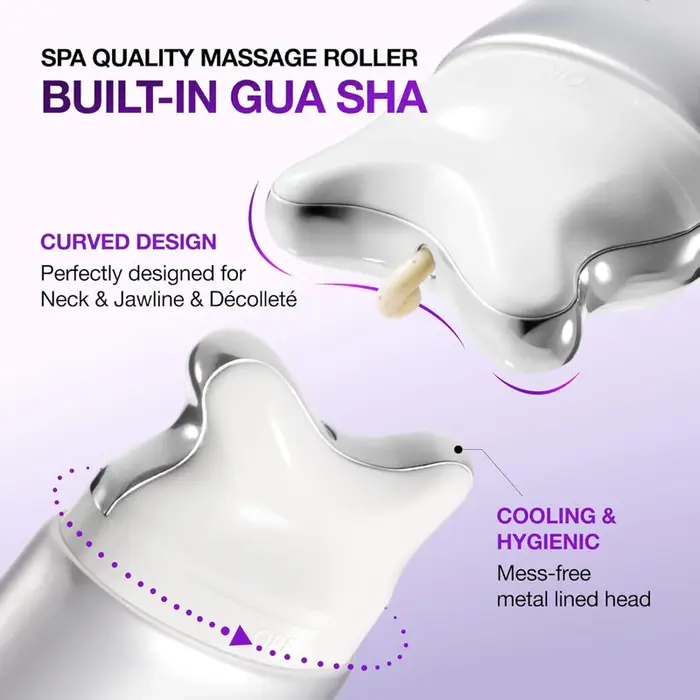 SPA QUALITY MASSAGE ROLLER
BUILT-IN GUA SHA
CURVED DESIGN
Perfectly designed for
Neck & Jawline & Décolleté
COOLING &
HYGIENIC
Mess-free
metal lined head